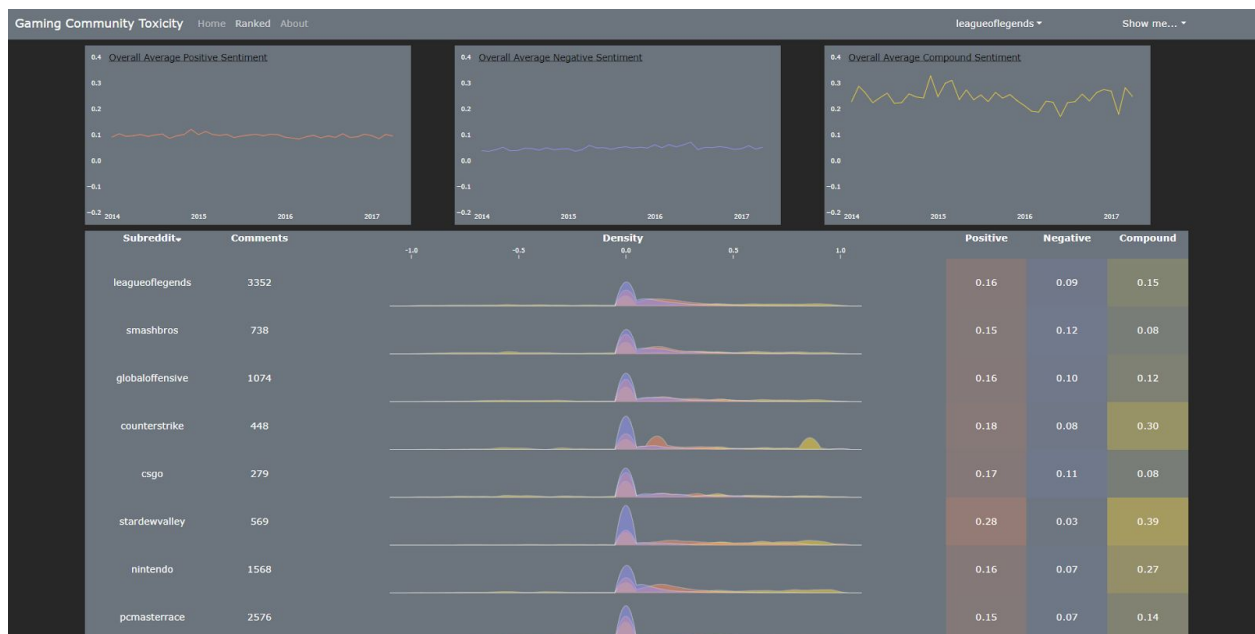 Gaming Community Toxicity Home Ranked About leagueoflegends Show me...
Overall Average Positive Sentiment
0.4
0.3
0.2
0.1
0.0
−0.1
−0.2
2014 2015 2016 2017
Overall Average Negative Sentiment
0.4
0.3
0.2
0.1
0.0
−0.1
−0.2
2014 2015 2016 2017
Overall Average Compound Sentiment
0.4
0.3
0.2
0.1
0.0
−0.1
−0.2
2014 2015 2016 2017
Subreddit Comments Density Positive Negative Compound
−1.0 −0.5 0.0 0.5 1.0
leagueoflegends 3352 0.16 0.09 0.15
smashbros 738 0.15 0.12 0.08
globaloffensive 1074 0.16 0.10 0.12
counterstrike 448 0.18 0.08 0.30
csgo 279 0.17 0.11 0.08
stardewvalley 569 0.28 0.03 0.39
nintendo 1568 0.16 0.07 0.27
pcmasterrace 2576 0.15 0.07 0.14